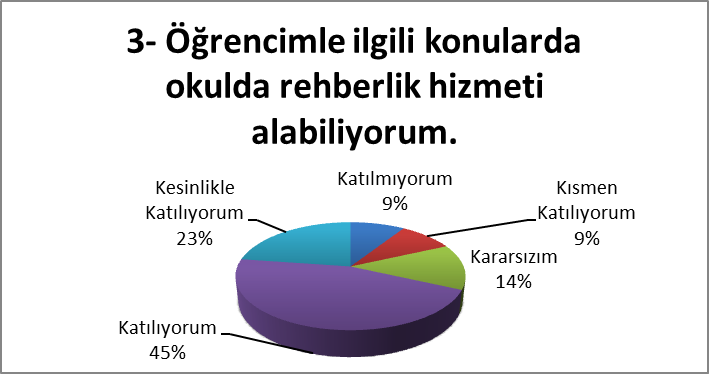 3- Öğrencimle ilgili konularda
okulda rehberlik hizmeti
alabiliyorum.
Katılmıyorum
9%
Kısmen
Katılıyorum
9%
Kararsızım
14%
Katılıyorum
45%
Kesinlikle
Katılıyorum
23%